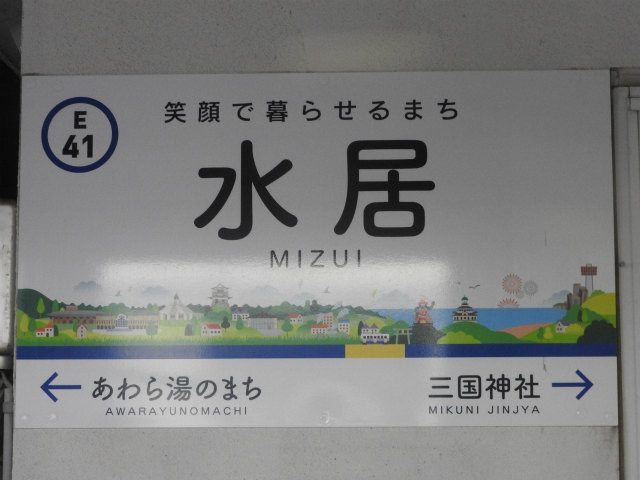 E
41
笑顔で暮らせるまち
水居
MIZUI
← あわら湯のまち
AWARAYUNOMACHI
三国神社 →
MIKUNI JINJYA